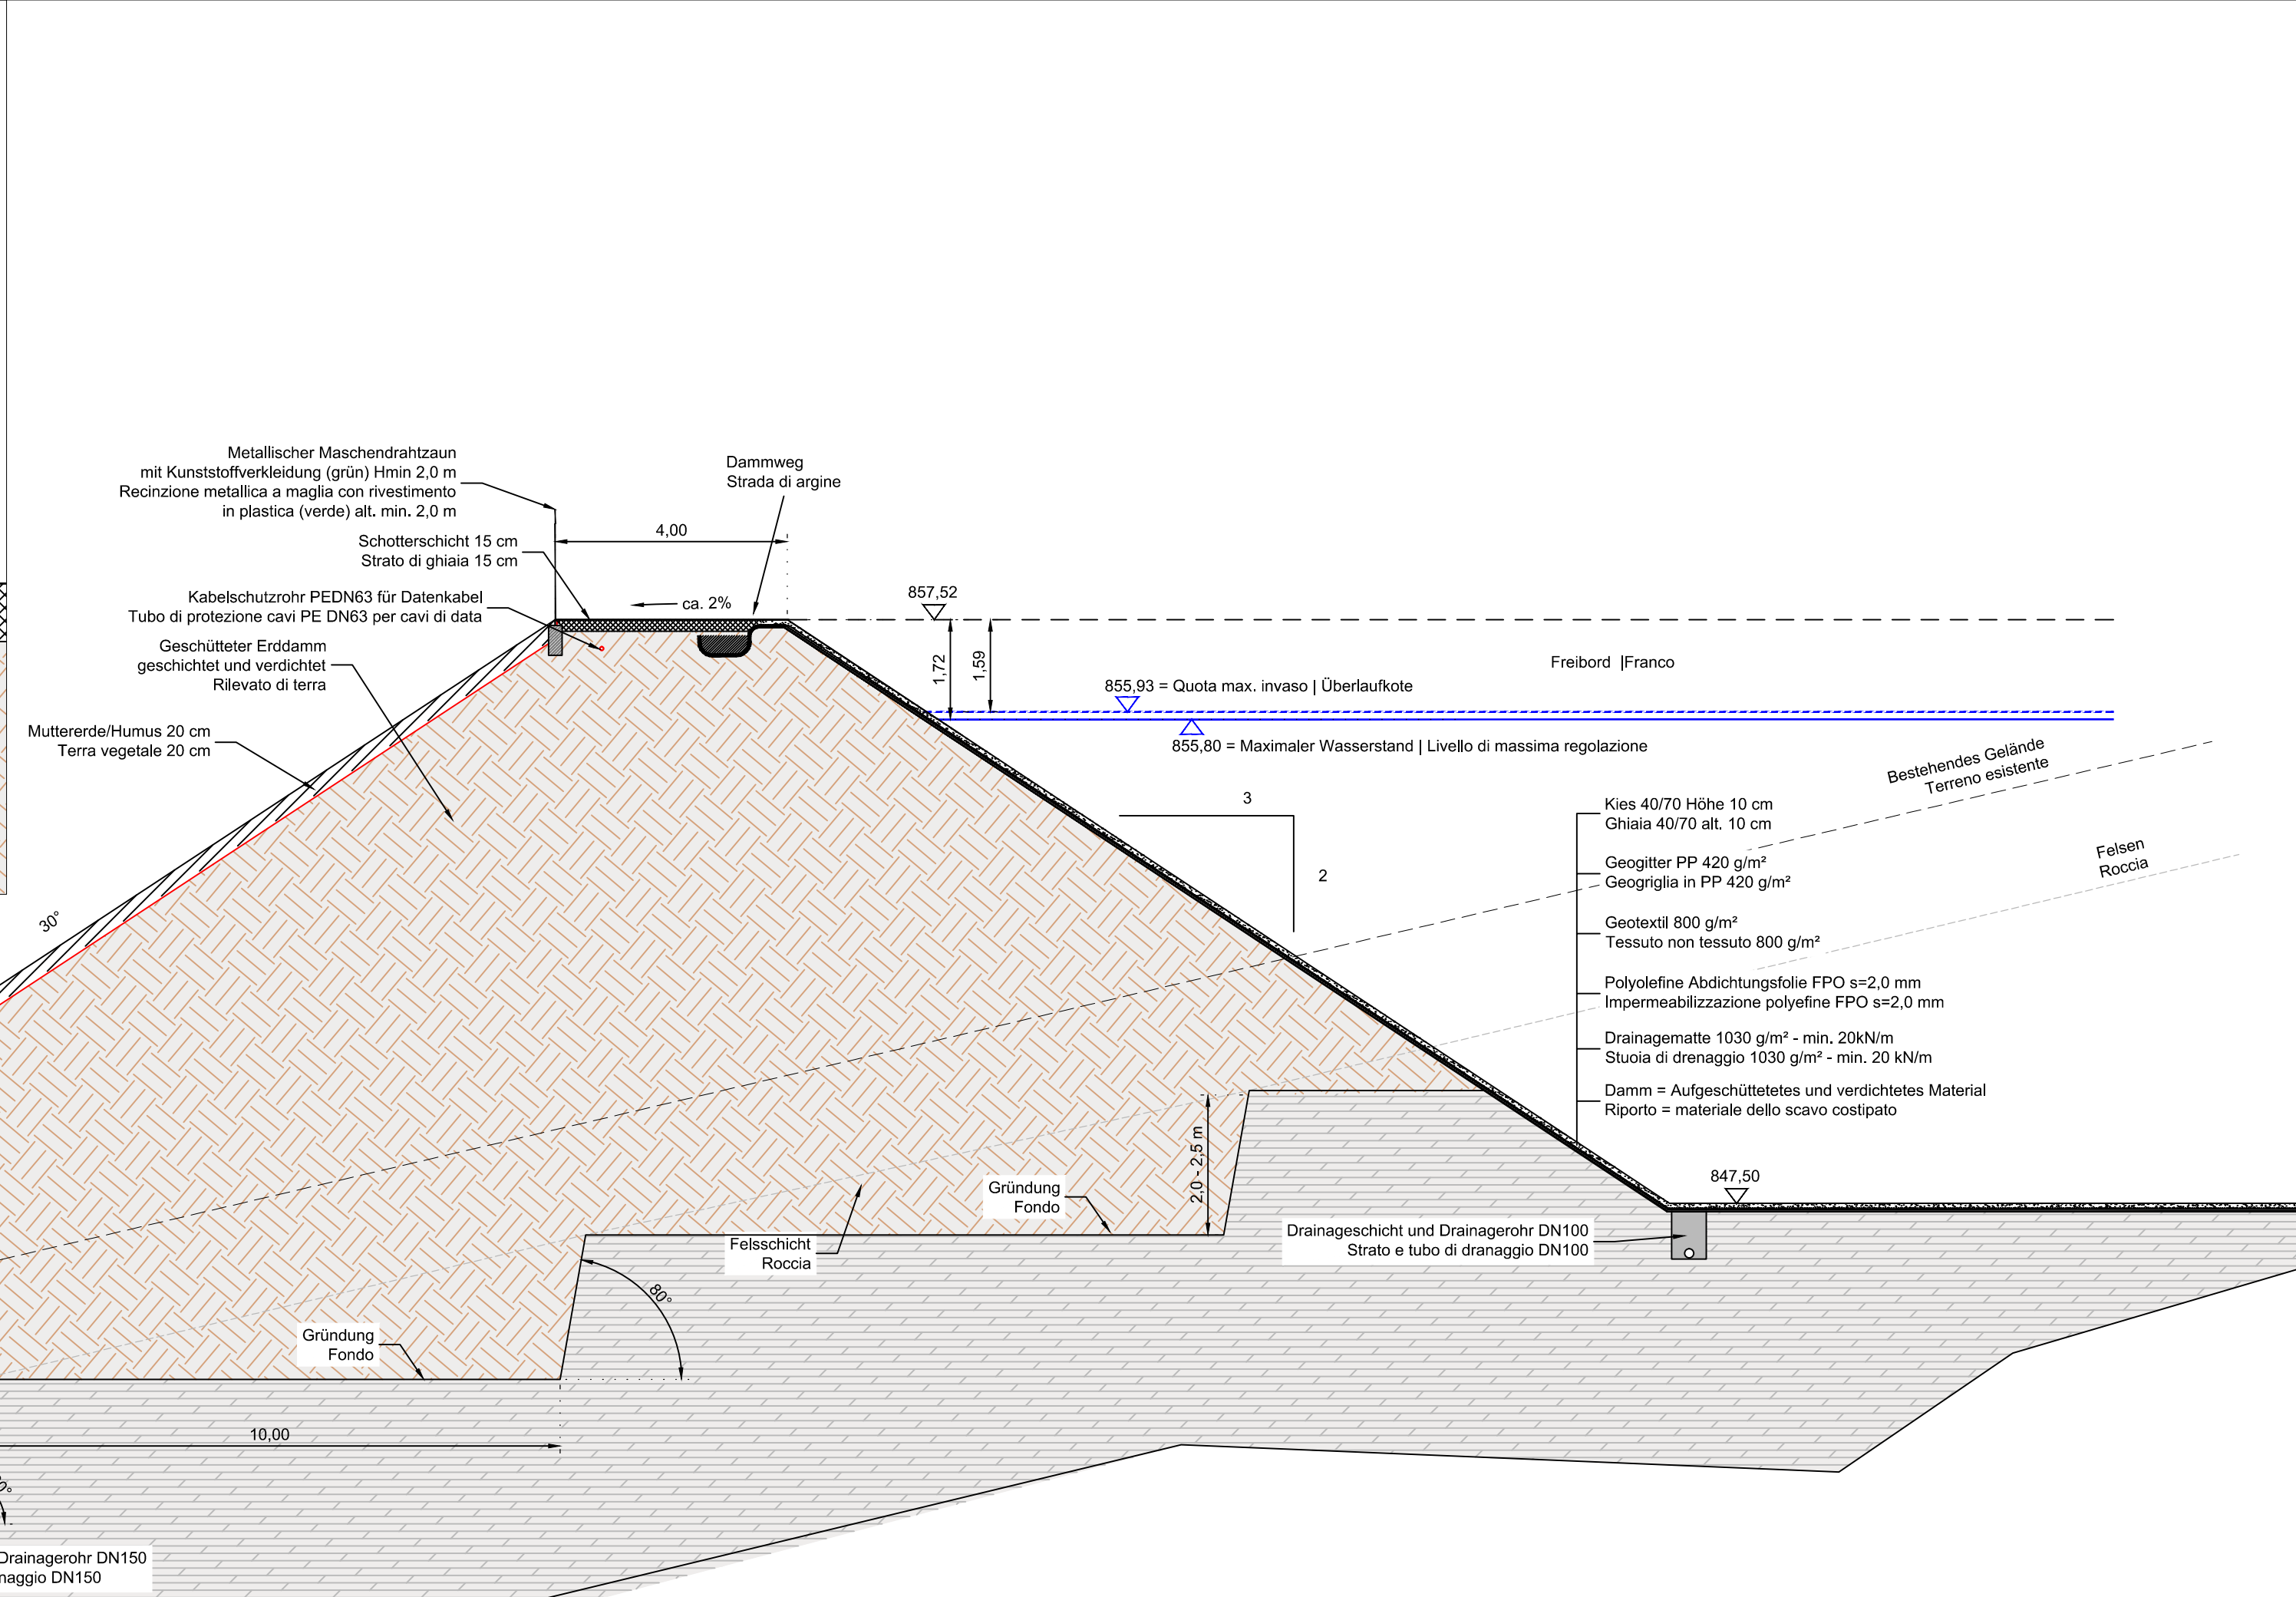 Metallischer Maschendrahtzaun
mit Kunststoffverkleidung (grün) Hmin 2,0 m
Recinzione metallica a maglia con rivestimento
in plastica (verde) alt. min. 2,0 m
Dammweg
Strada di argine
4,00
Schotterschicht 15 cm
Strato di ghiaia 15 cm
Kabelschutzrohr PEDN63 für Datenkabel
Tubo di protezione cavi PE DN63 per cavi di data
ca. 2%
857,52
Geschütteter Erddamm
geschichtet und verdichtet
Rilevato di terra
1,72
1,59
Freibord |Franco
855,93 = Quota max. invaso | Überlaufkote
Muttererde/Humus 20 cm
Terra vegetale 20 cm
855,80 = Maximaler Wasserstand | Livello di massima regolazione
Bestehendes Gelände
Terreno esistente
3
2
30°
Kies 40/70 Höhe 10 cm
Ghiaia 40/70 alt. 10 cm
Felsen
Roccia
Geogitter PP 420 g/m²
Geogriglia in PP 420 g/m²
Geotextil 800 g/m²
Tessuto non tessuto 800 g/m²
Polyolefine Abdichtungsfolie FPO s=2,0 mm
Impermeabilizzazione polyefine FPO s=2,0 mm
Drainagematte 1030 g/m² - min. 20kN/m
Stuoia di drenaggio 1030 g/m² - min. 20 kN/m
Damm = Aufgeschüttetetes und verdichtetes Material
Riporto = materiale dello scavo costipato
2,0 - 2,5 m
847,50
Gründung
Fondo
Drainageschicht und Drainagerohr DN100
Strato e tubo di dranaggio DN100
Felsschicht
Roccia
80°
Gründung
Fondo
10,00
Drainagerohr DN150
naggio DN150